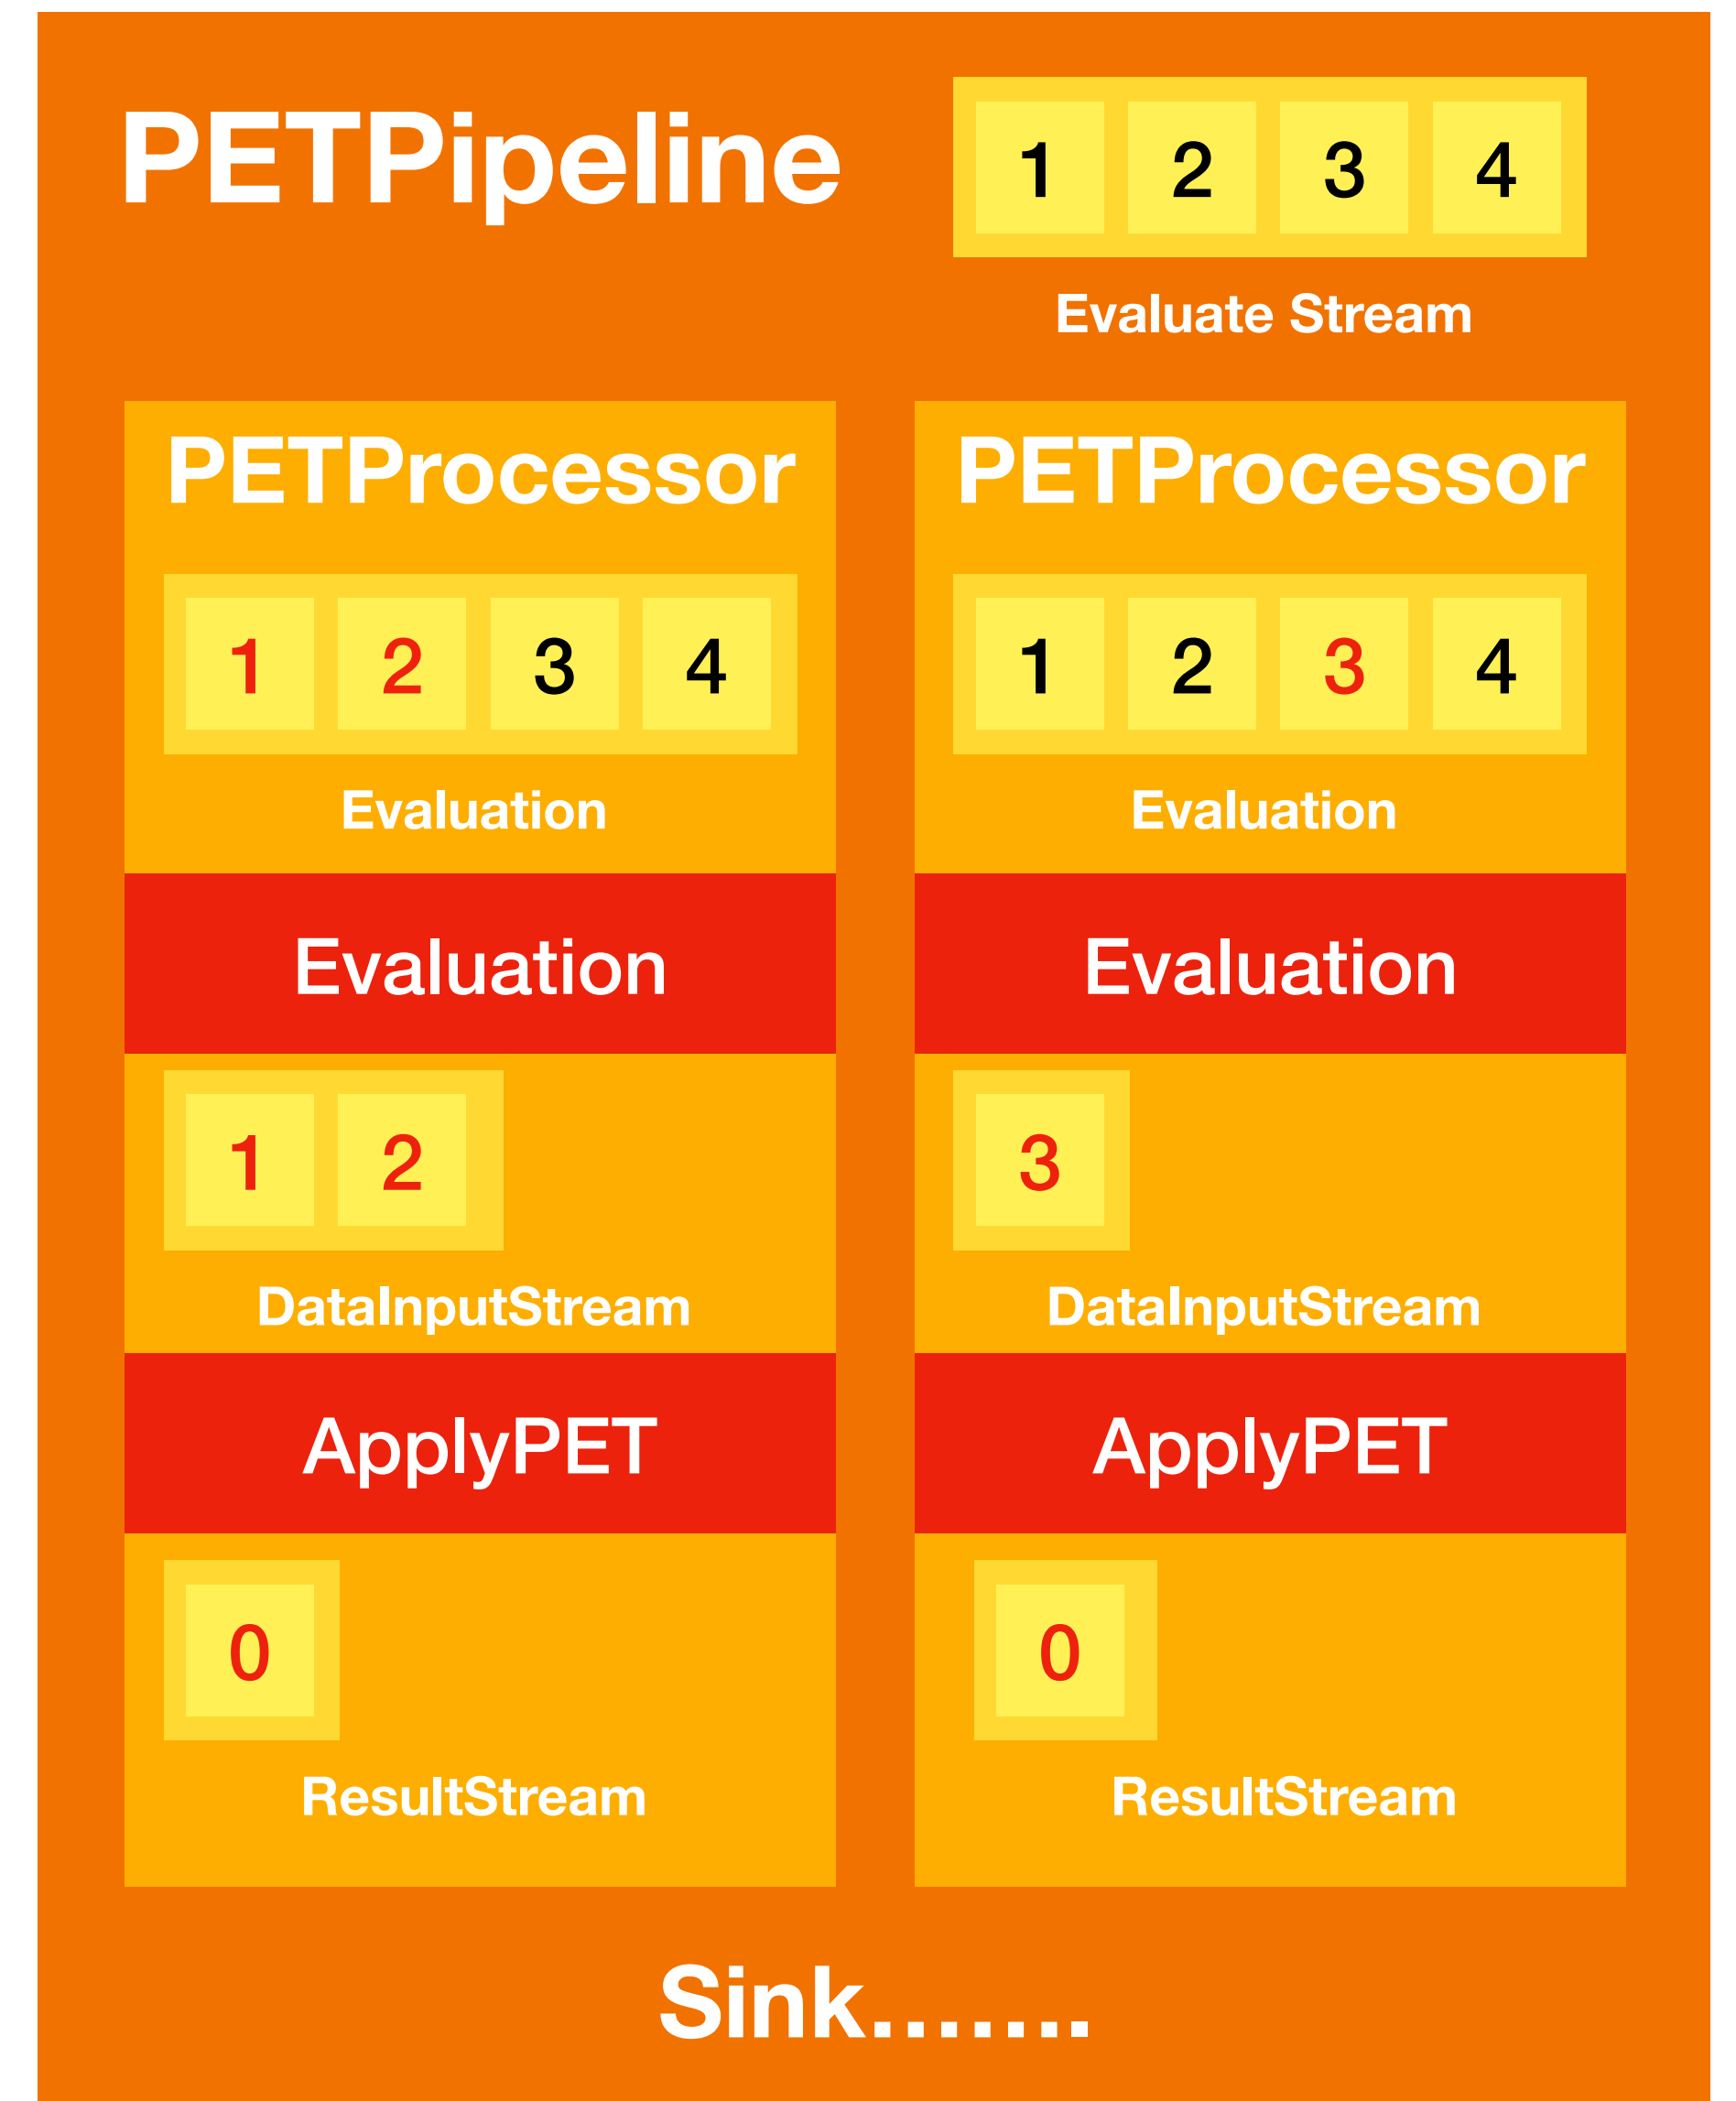 PETPipeline
1 2 3 4
Evaluate Stream
PETProcessor
1 2 3 4
Evaluation
Evaluation
1 2
DataInputStream
ApplyPET
0
ResultStream
PETProcessor
1 2 3 4
Evaluation
Evaluation
3
DataInputStream
ApplyPET
0
ResultStream
Sink.......